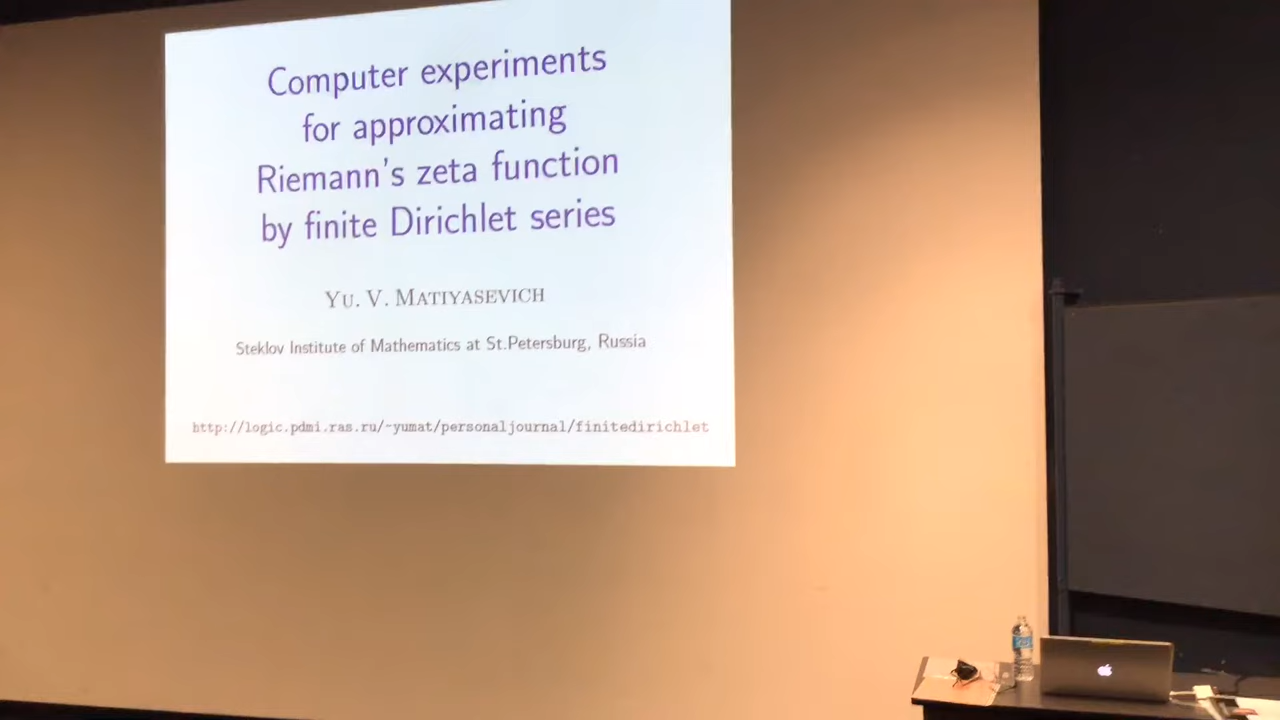 Computer experiments
for approximating
Riemann's zeta function
by finite Dirichlet series
Yu. V. Matiyasevich
Steklov Institute of Mathematics at St.Petersburg, Russia
http://logic.pdmi.ras.ru/~yumat/personaljournal/finitedirichlet